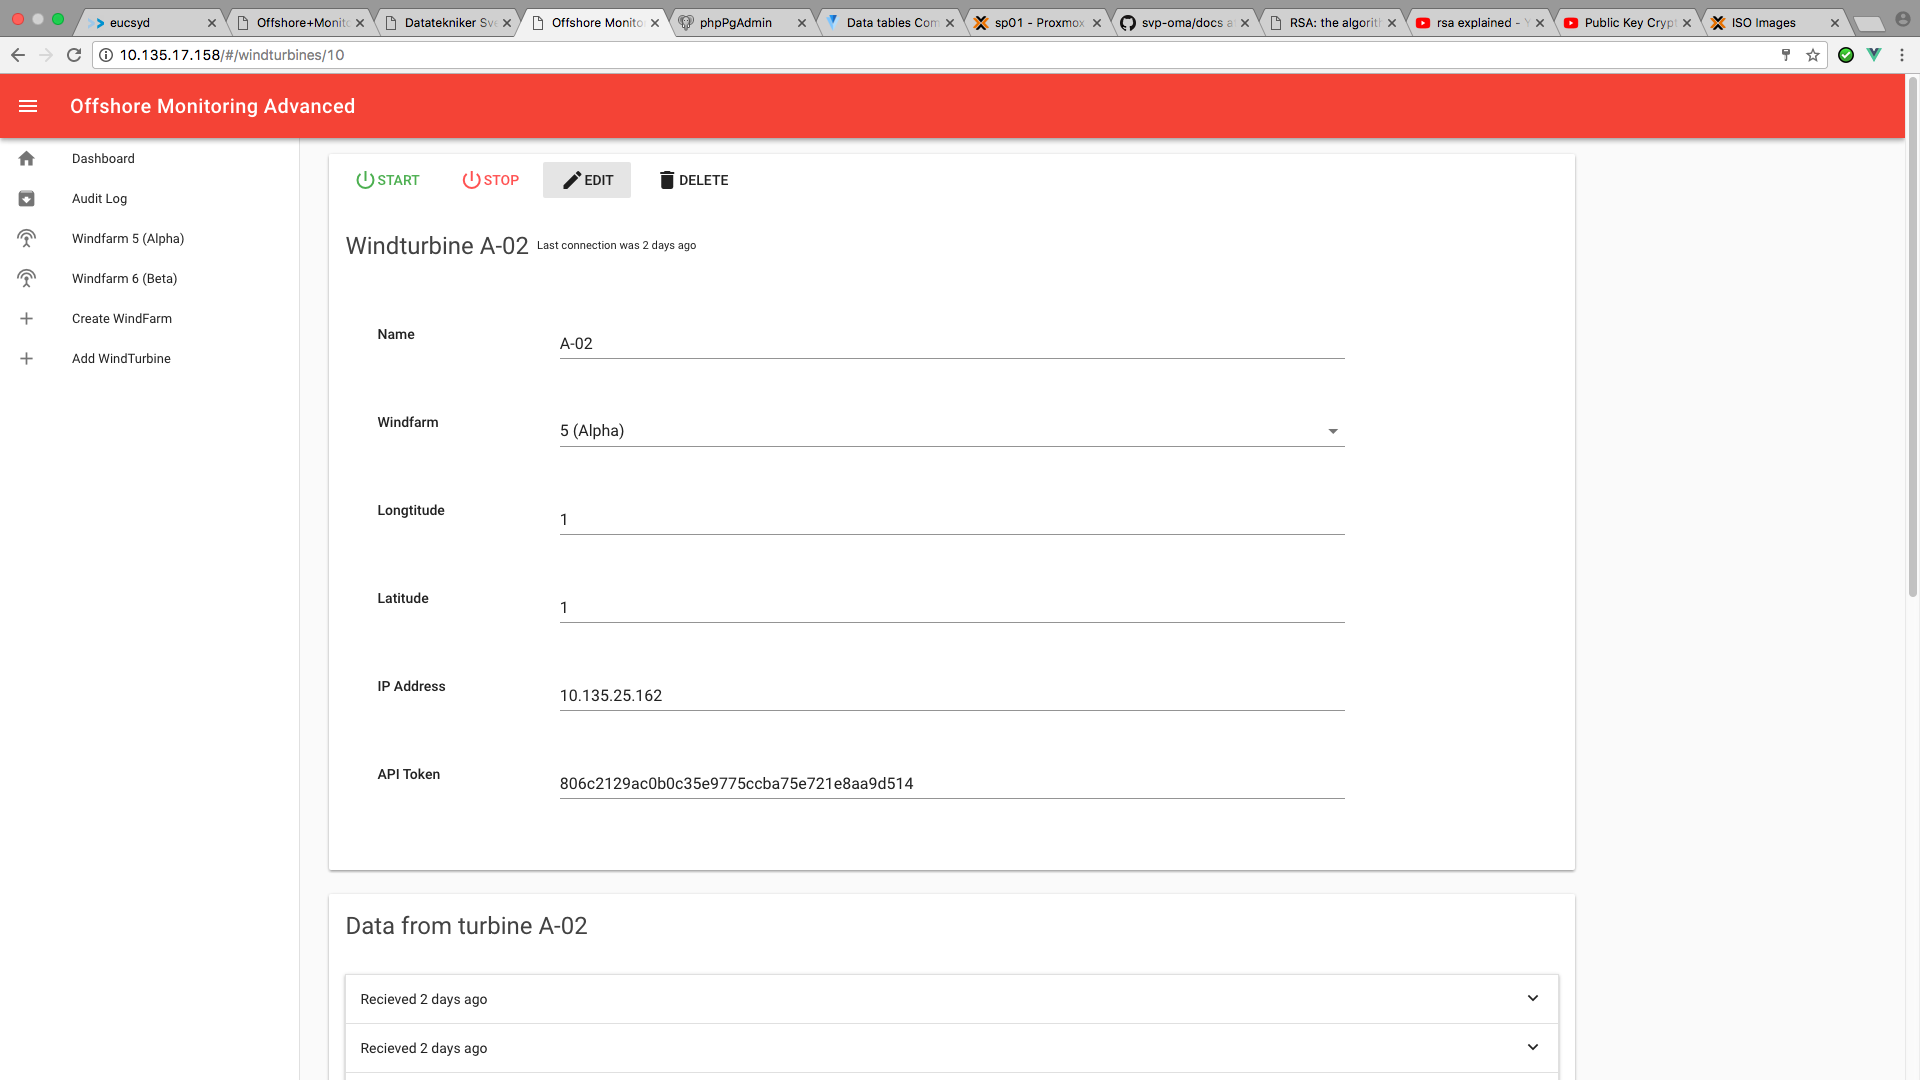 eucsyd
Offshore+Monito
Datatekniker Sve
Offshore Monitor
phpPgAdmin
Data tables Com
sp01 - Proxmox
svp-oma/docs a
RSA: the algorith
rsa explained - Y
Public Key Crypt
ISO Images
10.135.17.158/#/windturbines/10
Offshore Monitoring Advanced
Dashboard
Audit Log
Windfarm 5 (Alpha)
Windfarm 6 (Beta)
Create WindFarm
Add WindTurbine
START STOP EDIT DELETE
Windturbine A-02 Last connection was 2 days ago
Name
A-02
Windfarm
5 (Alpha)
Longtitude
1
Latitude
1
IP Address
10.135.25.162
API Token
806c2129ac0b0c35e9775ccba75e721e8aa9d514
Data from turbine A-02
Recieved 2 days ago
Recieved 2 days ago